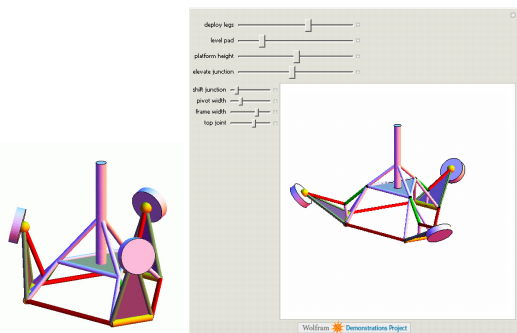 deploy legs
level pad
platform height
elevate junction
shift junction
pivot width
frame width
top joint
Wolfram Demonstrations Project